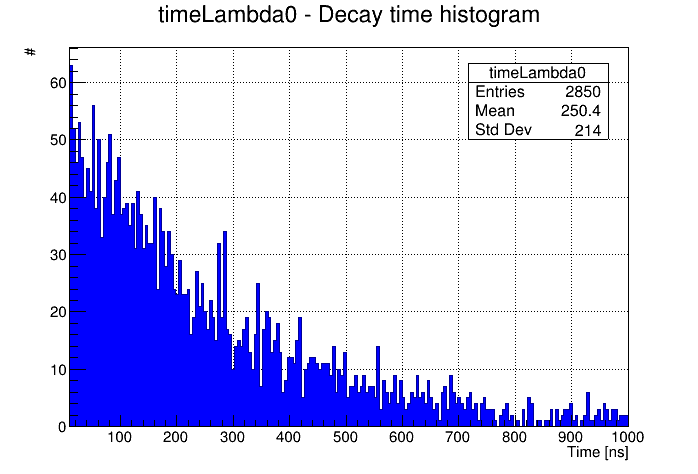 timeLambda0 - Decay time histogram
#
timeLambda0
Entries 2850
Mean 250.4
Std Dev 214
60
50
40
30
20
10
0
100 200 300 400 500 600 700 800 900 1000
Time [ns]